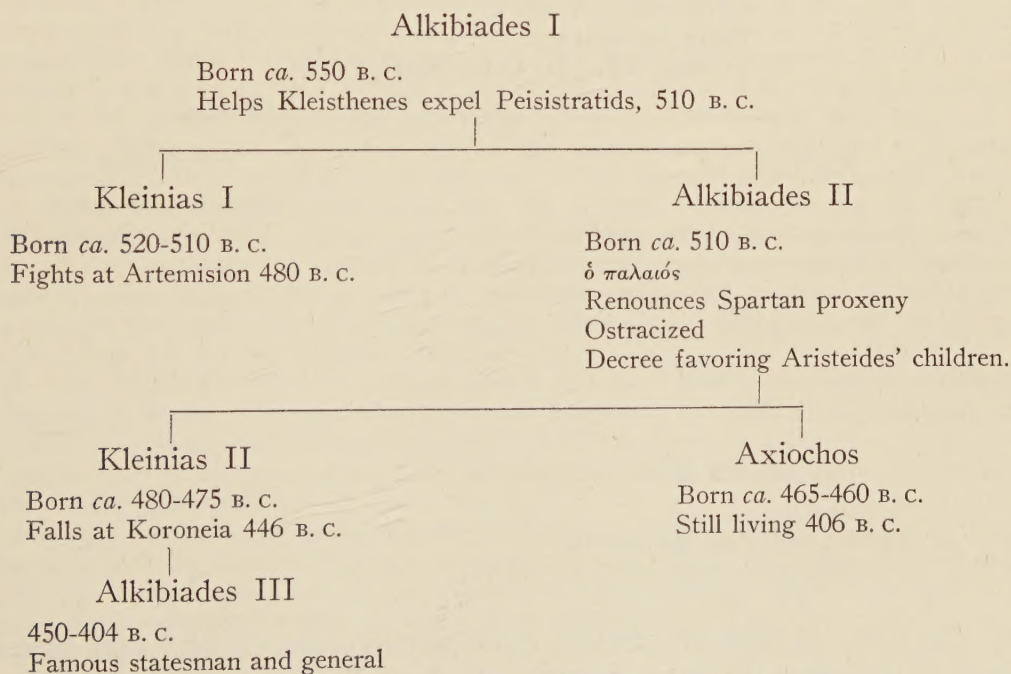 Alkibiades I
Born ca. 550 B. C.
Helps Kleisthenes expel Peisistratids, 510 B. C.
Kleinias I
Born ca. 520-510 B. C.
Fights at Artemision 480 B. C.
Alkibiades II
Born ca. 510 B. C.
ὁ παλαιός
Renounces Spartan proxeny
Ostracized
Decree favoring Aristeides' children.
Kleinias II
Born ca. 480-475 B. C.
Falls at Koroneia 446 B. C.
Axiochos
Born ca. 465-460 B. C.
Still living 406 B. C.
Alkibiades III
450-404 B. C.
Famous statesman and general